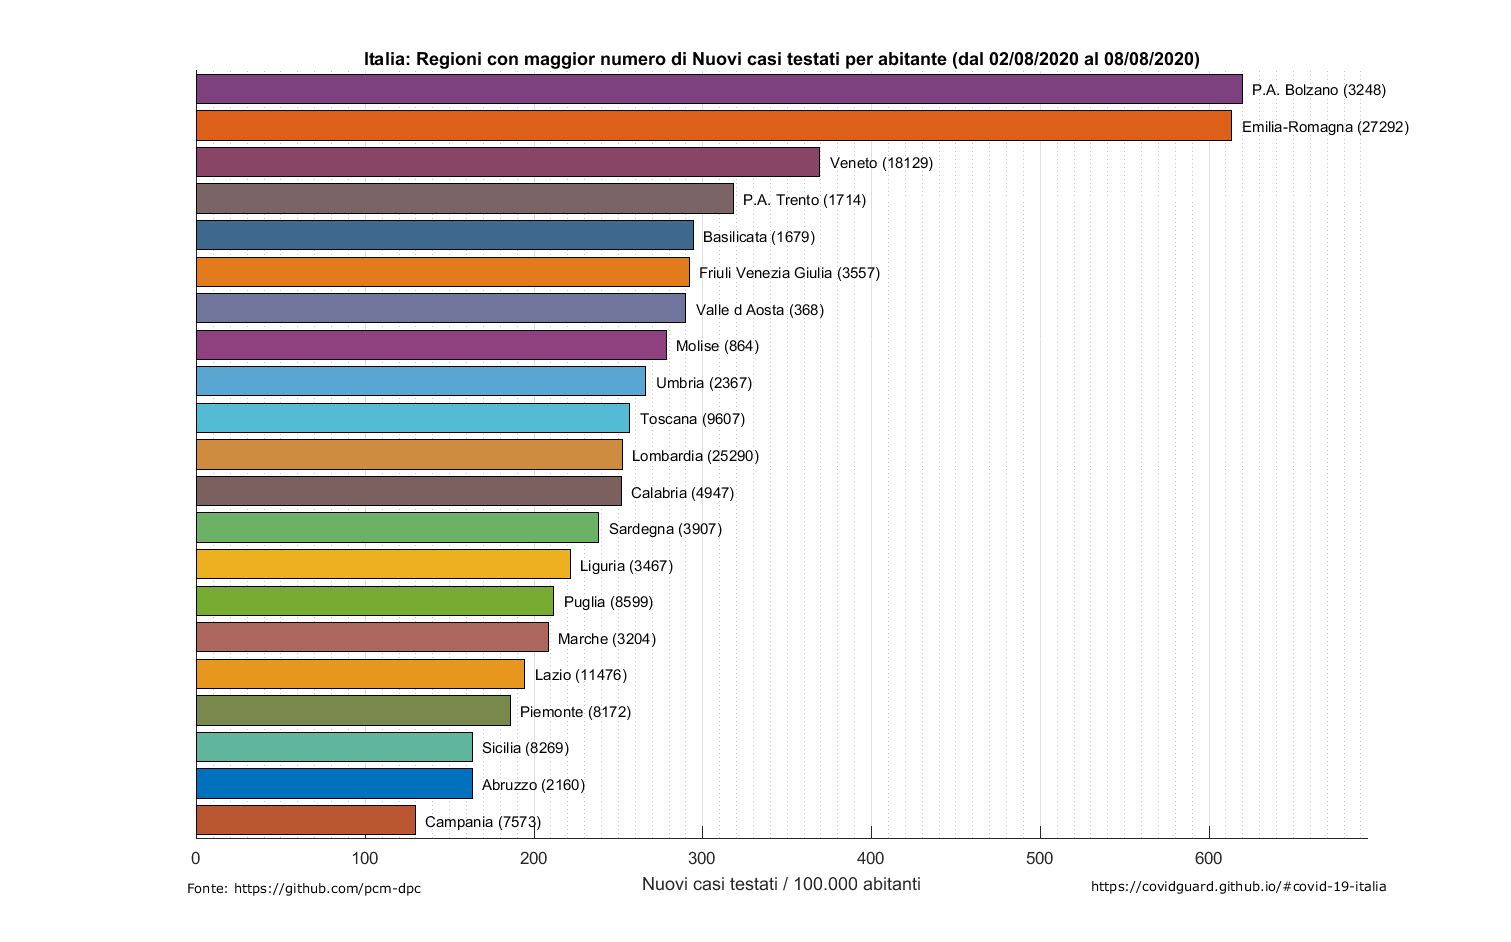 Italia: Regioni con maggior numero di Nuovi casi testati per abitante (dal 02/08/2020 al 08/08/2020)
P.A. Bolzano (3248)
Emilia-Romagna (27292)
Veneto (18129)
P.A. Trento (1714)
Basilicata (1679)
Friuli Venezia Giulia (3557)
Valle d Aosta (368)
Molise (864)
Umbria (2367)
Toscana (9607)
Lombardia (25290)
Calabria (4947)
Sardegna (3907)
Liguria (3467)
Puglia (8599)
Marche (3204)
Lazio (11476)
Piemonte (8172)
Sicilia (8269)
Abruzzo (2160)
Campania (7573)
0 100 200 300 400 500 600
Nuovi casi testati / 100.000 abitanti
Fonte: https://github.com/pcm-dpc
https://covidguard.github.io/#covid-19-italia